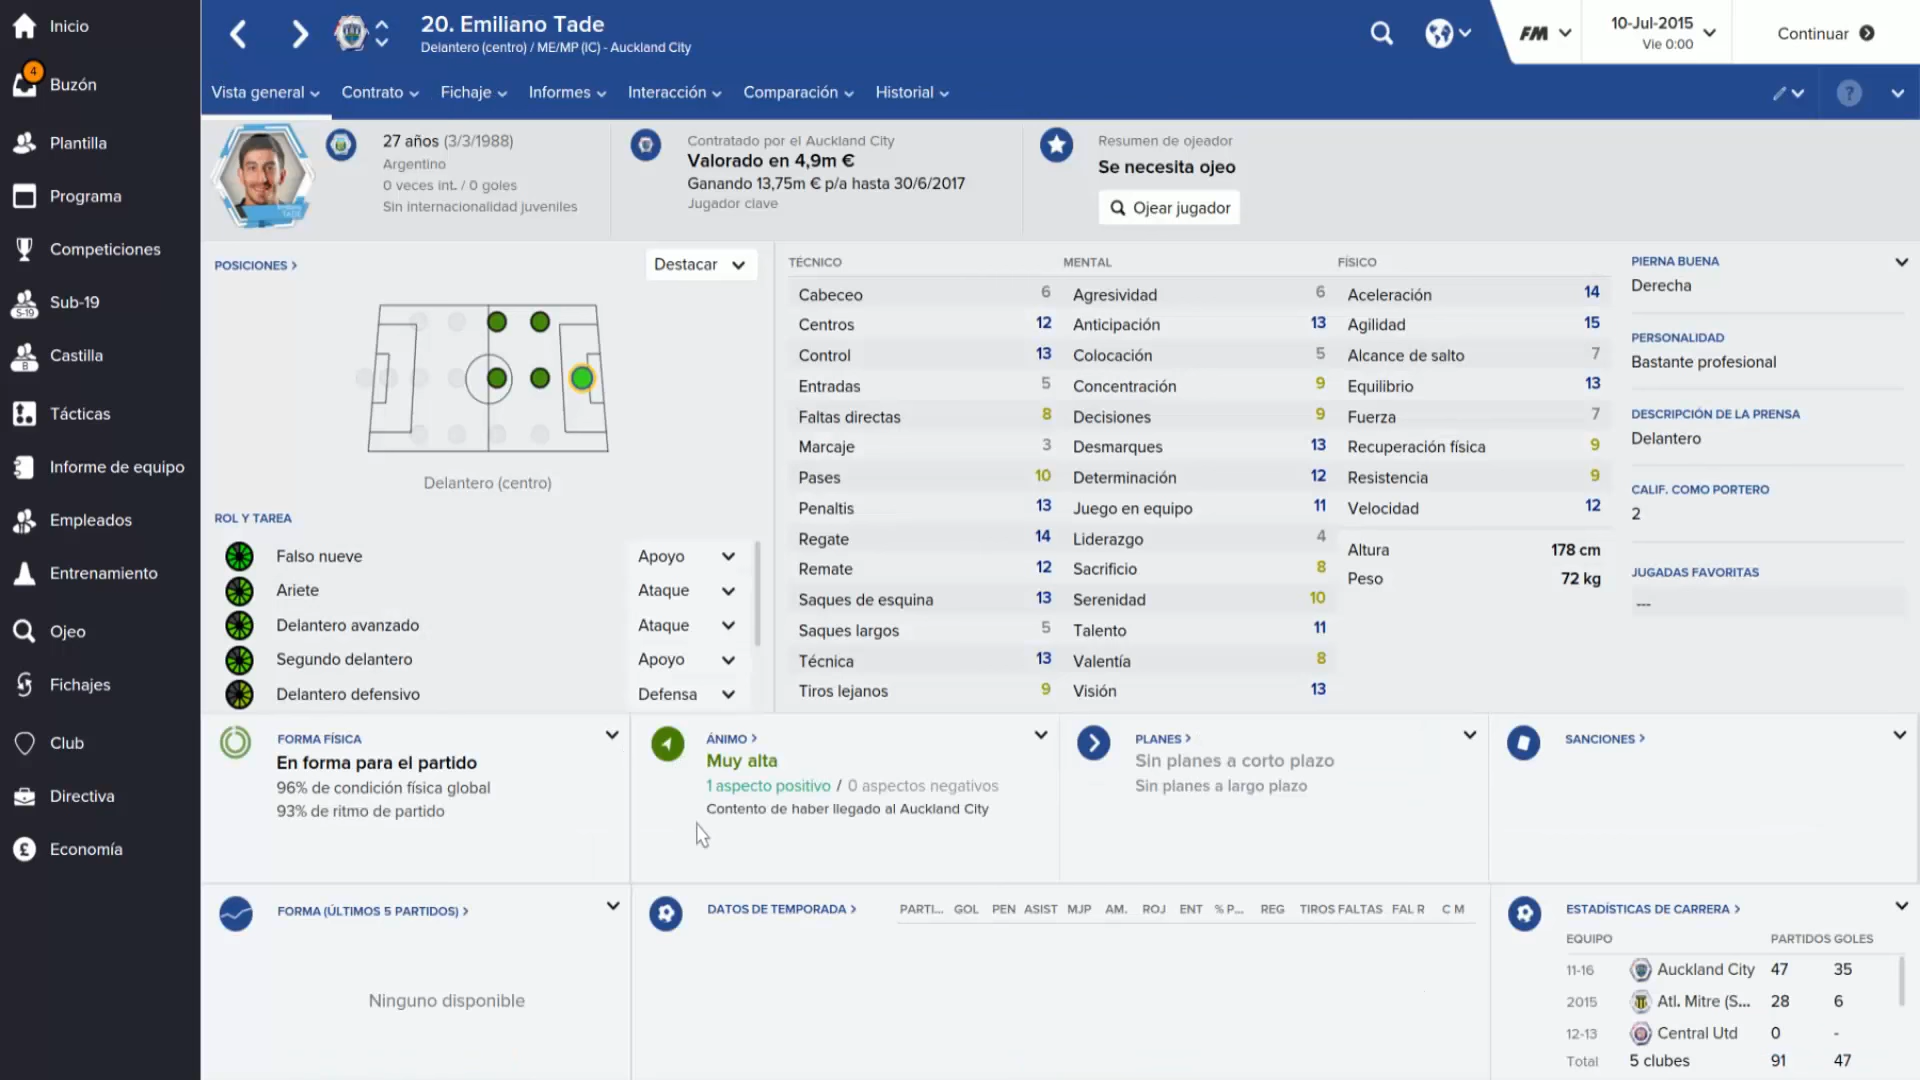 Inicio
4
Buzón
Plantilla
Programa
Competiciones
S-19
Sub-19
B
Castilla
Tácticas
Informe de equipo
Empleados
Entrenamiento
Ojeo
Fichajes
Club
Directiva
£
Economía
20. Emiliano Tade
Delantero (centro) / ME/MP (IC) - Auckland City
FM
10-Jul-2015
Vie 0:00
Continuar
Vista general
Contrato
Fichaje
Informes
Interacción
Comparación
Historial
?
TADE
27 años (3/3/1988)
Argentino
0 veces int. / 0 goles
Sin internacionalidad juveniles
Contratado por el Auckland City
Valorado en 4,9m €
Ganando 13,75m € p/a hasta 30/6/2017
Jugador clave
Resumen de ojeador
Se necesita ojeo
Ojear jugador
POSICIONES >
Destacar
Delantero (centro)
ROL Y TAREA
Falso nueve Apoyo
Ariete Ataque
Delantero avanzado Ataque
Segundo delantero Apoyo
Delantero defensivo Defensa
TÉCNICO
Cabeceo 6
Centros 12
Control 13
Entradas 5
Faltas directas 8
Marcaje 3
Pases 10
Penaltis 13
Regate 14
Remate 12
Saques de esquina 13
Saques largos 5
Técnica 13
Tiros lejanos 9
MENTAL
Agresividad 6
Anticipación 13
Colocación 5
Concentración 9
Decisiones 9
Desmarques 13
Determinación 12
Juego en equipo 11
Liderazgo 4
Sacrificio 8
Serenidad 10
Talento 11
Valentía 8
Visión 13
FÍSICO
Aceleración 14
Agilidad 15
Alcance de salto 7
Equilibrio 13
Fuerza 7
Recuperación física 9
Resistencia 9
Velocidad 12
Altura 178 cm
Peso 72 kg
PIERNA BUENA
Derecha
PERSONALIDAD
Bastante profesional
DESCRIPCIÓN DE LA PRENSA
Delantero
CALIF. COMO PORTERO
2
JUGADAS FAVORITAS
---
FORMA FÍSICA
En forma para el partido
96% de condición física global
93% de ritmo de partido
ÁNIMO >
Muy alta
1 aspecto positivo / 0 aspectos negativos
Contento de haber llegado al Auckland City
PLANES >
Sin planes a corto plazo
Sin planes a largo plazo
SANCIONES >
FORMA (ÚLTIMOS 5 PARTIDOS) >
Ninguno disponible
DATOS DE TEMPORADA >
PARTI... GOL PEN ASIST MJP AM. ROJ ENT % P... REG TIROS FALTAS FAL R C M
ESTADÍSTICAS DE CARRERA >
EQUIPO PARTIDOS GOLES
11-16 Auckland City 47 35
2015 Atl. Mitre (S... 28 6
12-13 Central Utd 0 -
Total 5 clubes 91 47